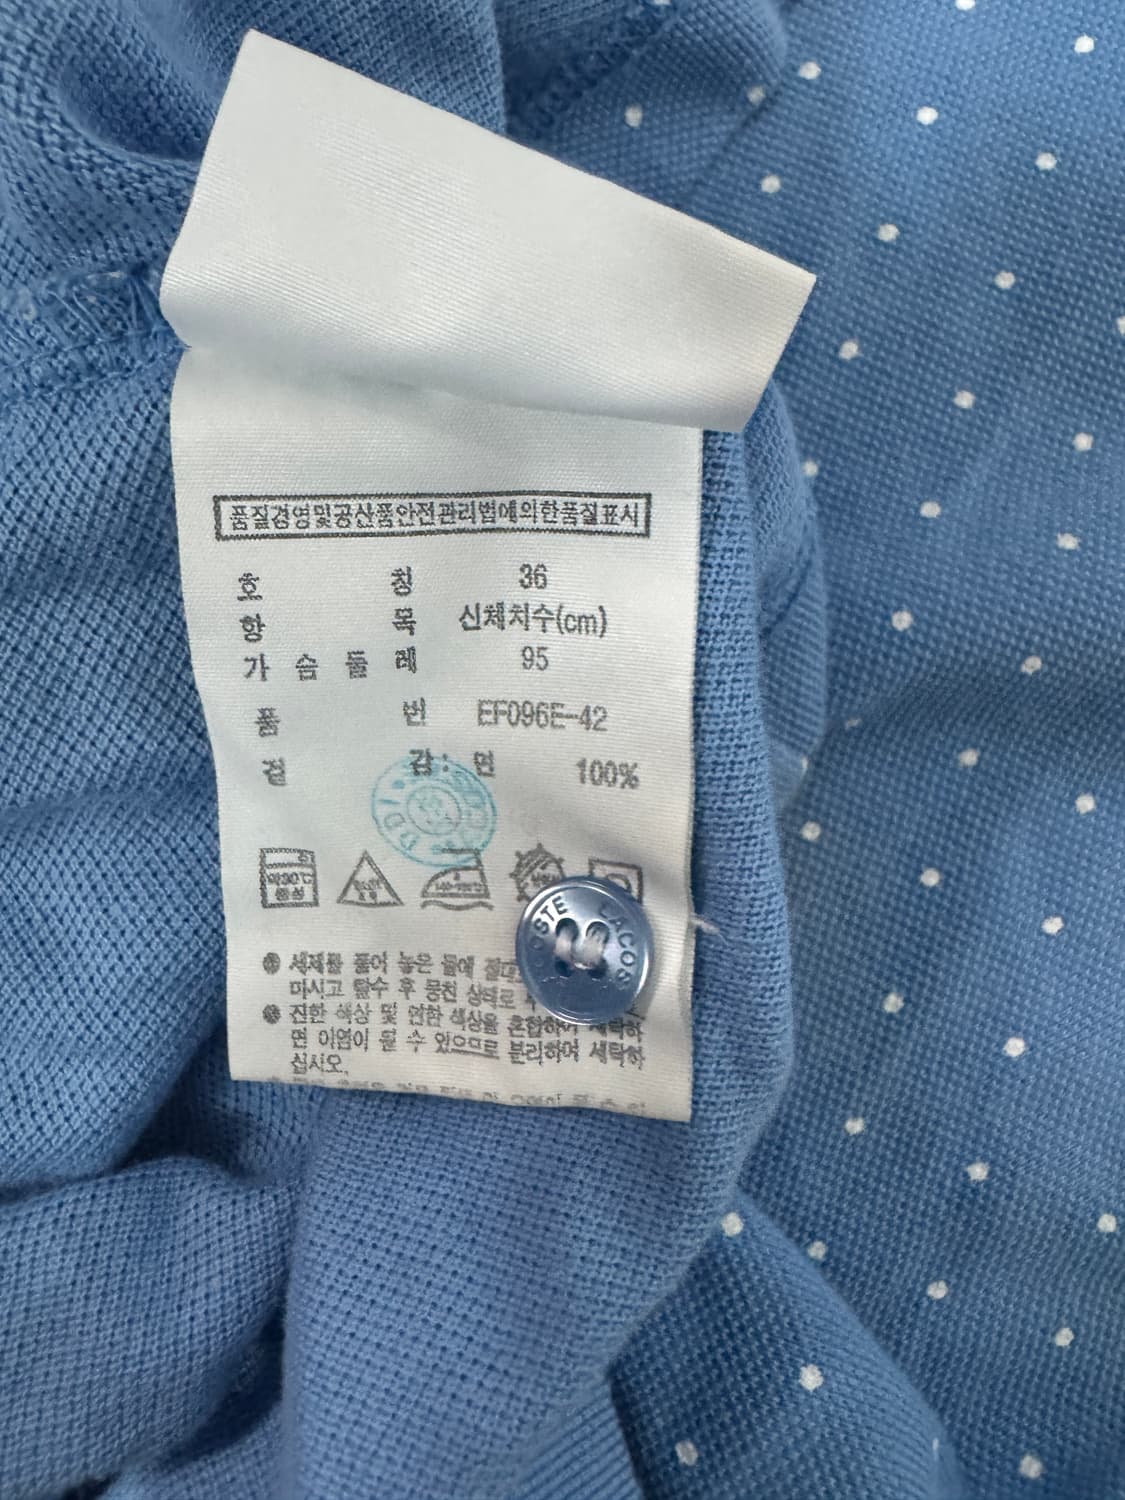 품질경영및공산품안전관리법에의한품질표시
호 칭 36
항 목 신체치수(cm)
가슴둘레 95
품 번 EF096E-42
겉 감: 면 100%
약30℃
중성
세제를 풀어 놓은 물에
마시고 탈수 후 뭉친 상태로
진한 색상 및 연한 색상을 혼합하여 세탁하
면 이염이 될 수 있으므로 분리하여 세탁하
십시오.
LACOSTE LACOS